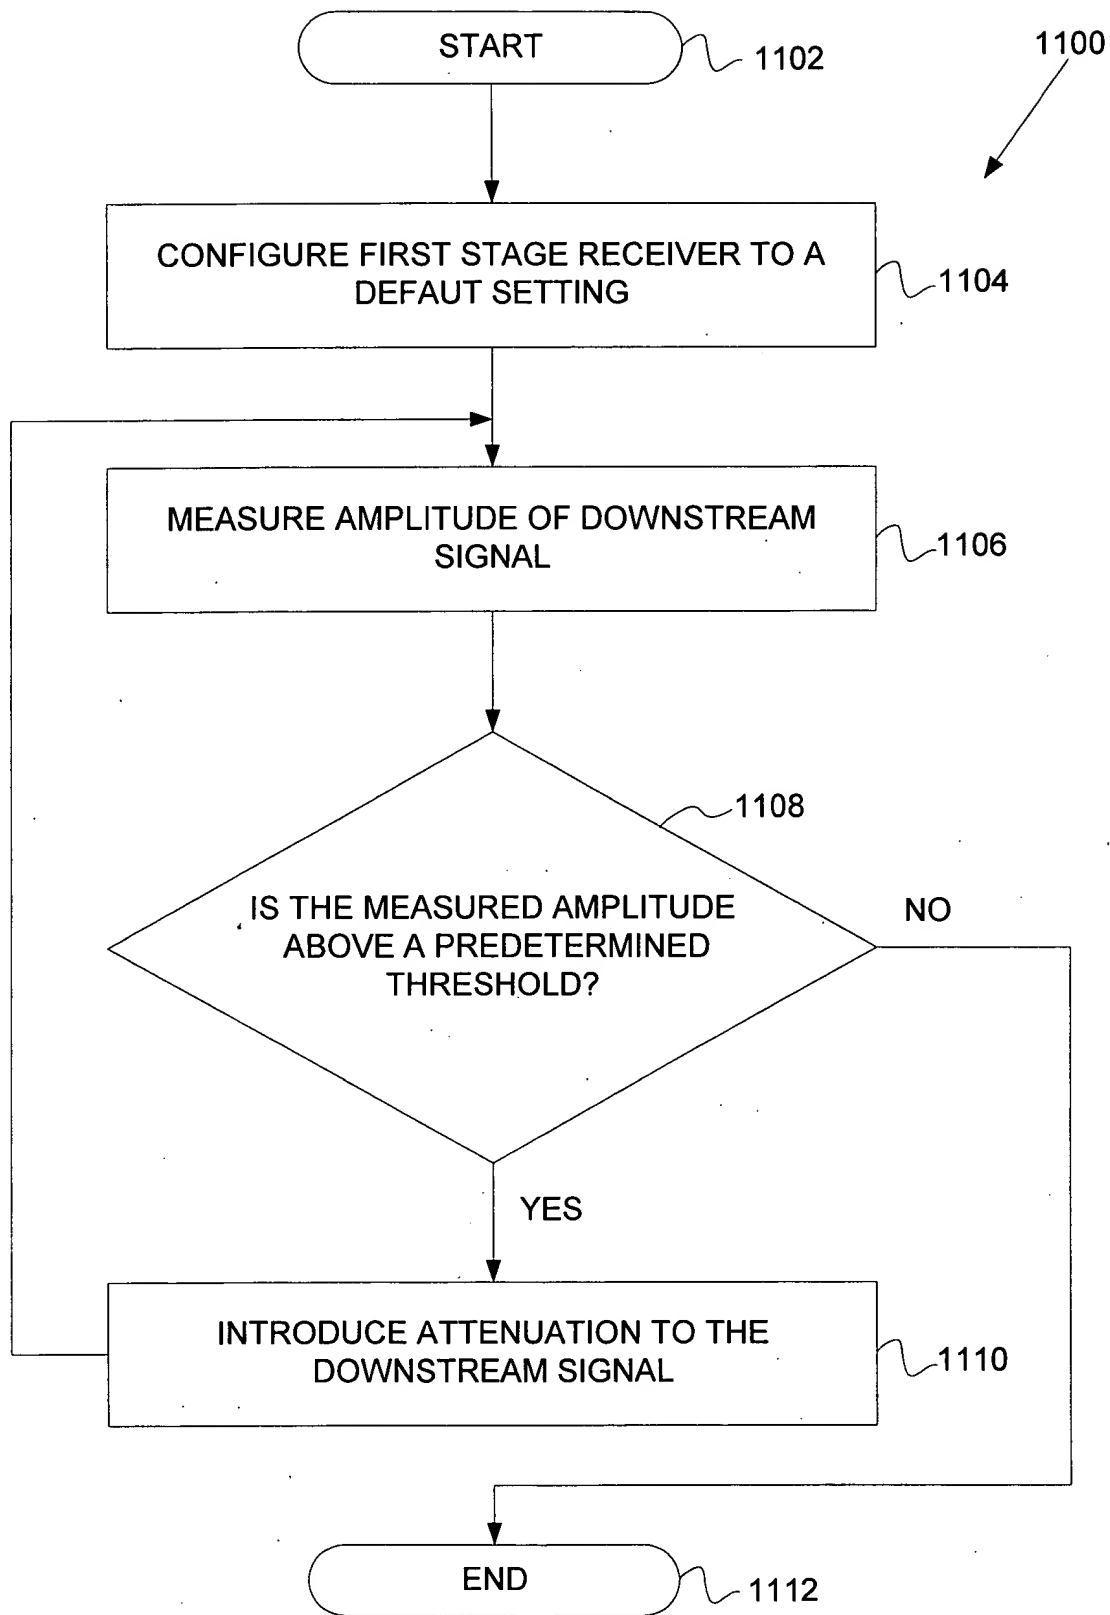 START
1102
1100
CONFIGURE FIRST STAGE RECEIVER TO A
DEFAUT SETTING
1104
MEASURE AMPLITUDE OF DOWNSTREAM
SIGNAL
1106
1108
IS THE MEASURED AMPLITUDE
ABOVE A PREDETERMINED
THRESHOLD?
NO
YES
INTRODUCE ATTENUATION TO THE
DOWNSTREAM SIGNAL
1110
END
1112